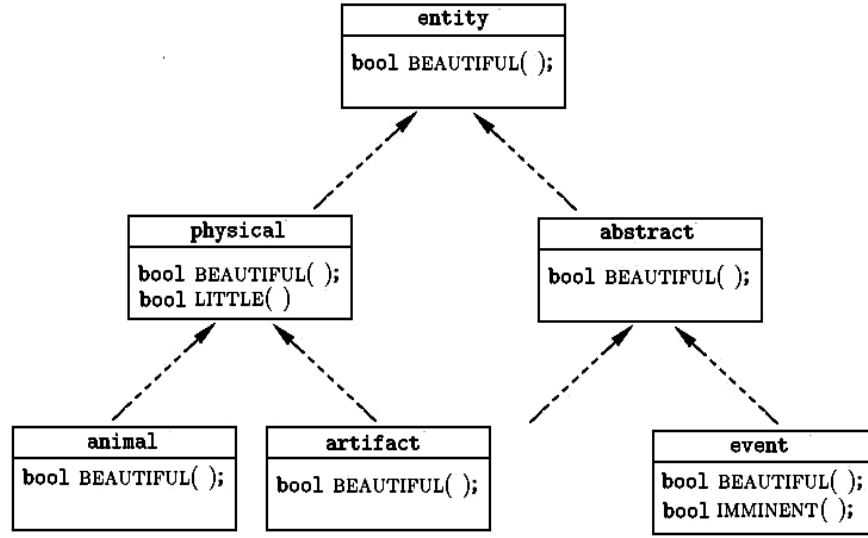 entity
bool BEAUTIFUL( );
physical
bool BEAUTIFUL( );
bool LITTLE( )
abstract
bool BEAUTIFUL( );
animal
bool BEAUTIFUL( );
artifact
bool BEAUTIFUL( );
event
bool BEAUTIFUL( );
bool IMMINENT( );